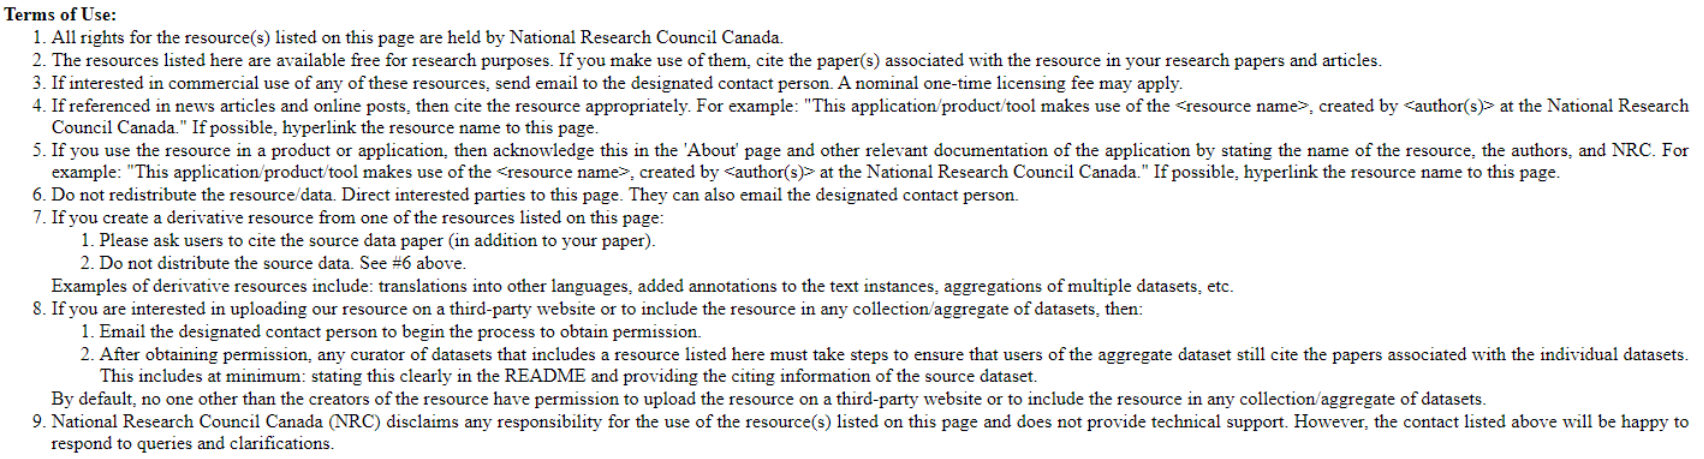 Terms of Use:
1. All rights for the resource(s) listed on this page are held by National Research Council Canada.
2. The resources listed here are available free for research purposes. If you make use of them, cite the paper(s) associated with the resource in your research papers and articles.
3. If interested in commercial use of any of these resources, send email to the designated contact person. A nominal one-time licensing fee may apply.
4. If referenced in news articles and online posts, then cite the resource appropriately. For example: "This application/product/tool makes use of the <resource name>, created by <author(s)> at the National Research
Council Canada." If possible, hyperlink the resource name to this page.
5. If you use the resource in a product or application, then acknowledge this in the 'About' page and other relevant documentation of the application by stating the name of the resource, the authors, and NRC. For
example: "This application/product/tool makes use of the <resource name>, created by <author(s)> at the National Research Council Canada." If possible, hyperlink the resource name to this page.
6. Do not redistribute the resource/data. Direct interested parties to this page. They can also email the designated contact person.
7. If you create a derivative resource from one of the resources listed on this page:
1. Please ask users to cite the source data paper (in addition to your paper).
2. Do not distribute the source data. See #6 above.
Examples of derivative resources include: translations into other languages, added annotations to the text instances, aggregations of multiple datasets, etc.
8. If you are interested in uploading our resource on a third-party website or to include the resource in any collection/aggregate of datasets, then:
1. Email the designated contact person to begin the process to obtain permission.
2. After obtaining permission, any curator of datasets that includes a resource listed here must take steps to ensure that users of the aggregate dataset still cite the papers associated with the individual datasets.
This includes at minimum: stating this clearly in the README and providing the citing information of the source dataset.
By default, no one other than the creators of the resource have permission to upload the resource on a third-party website or to include the resource in any collection/aggregate of datasets.
9. National Research Council Canada (NRC) disclaims any responsibility for the use of the resource(s) listed on this page and does not provide technical support. However, the contact listed above will be happy to
respond to queries and clarifications.